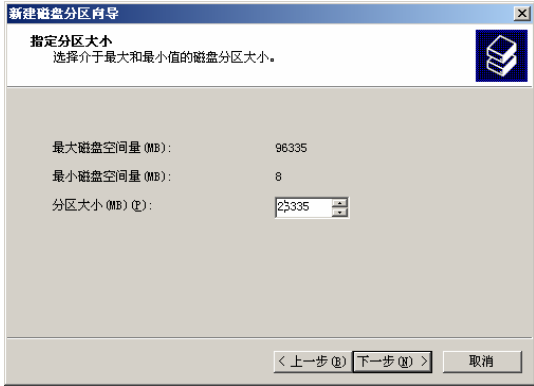 新建磁盘分区向导
指定分区大小
选择介于最大和最小值的磁盘分区大小。
最大磁盘空间量(MB): 96335
最小磁盘空间量(MB): 8
分区大小(MB)(P): 25335
< 上一步(B) 下一步(N) > 取消